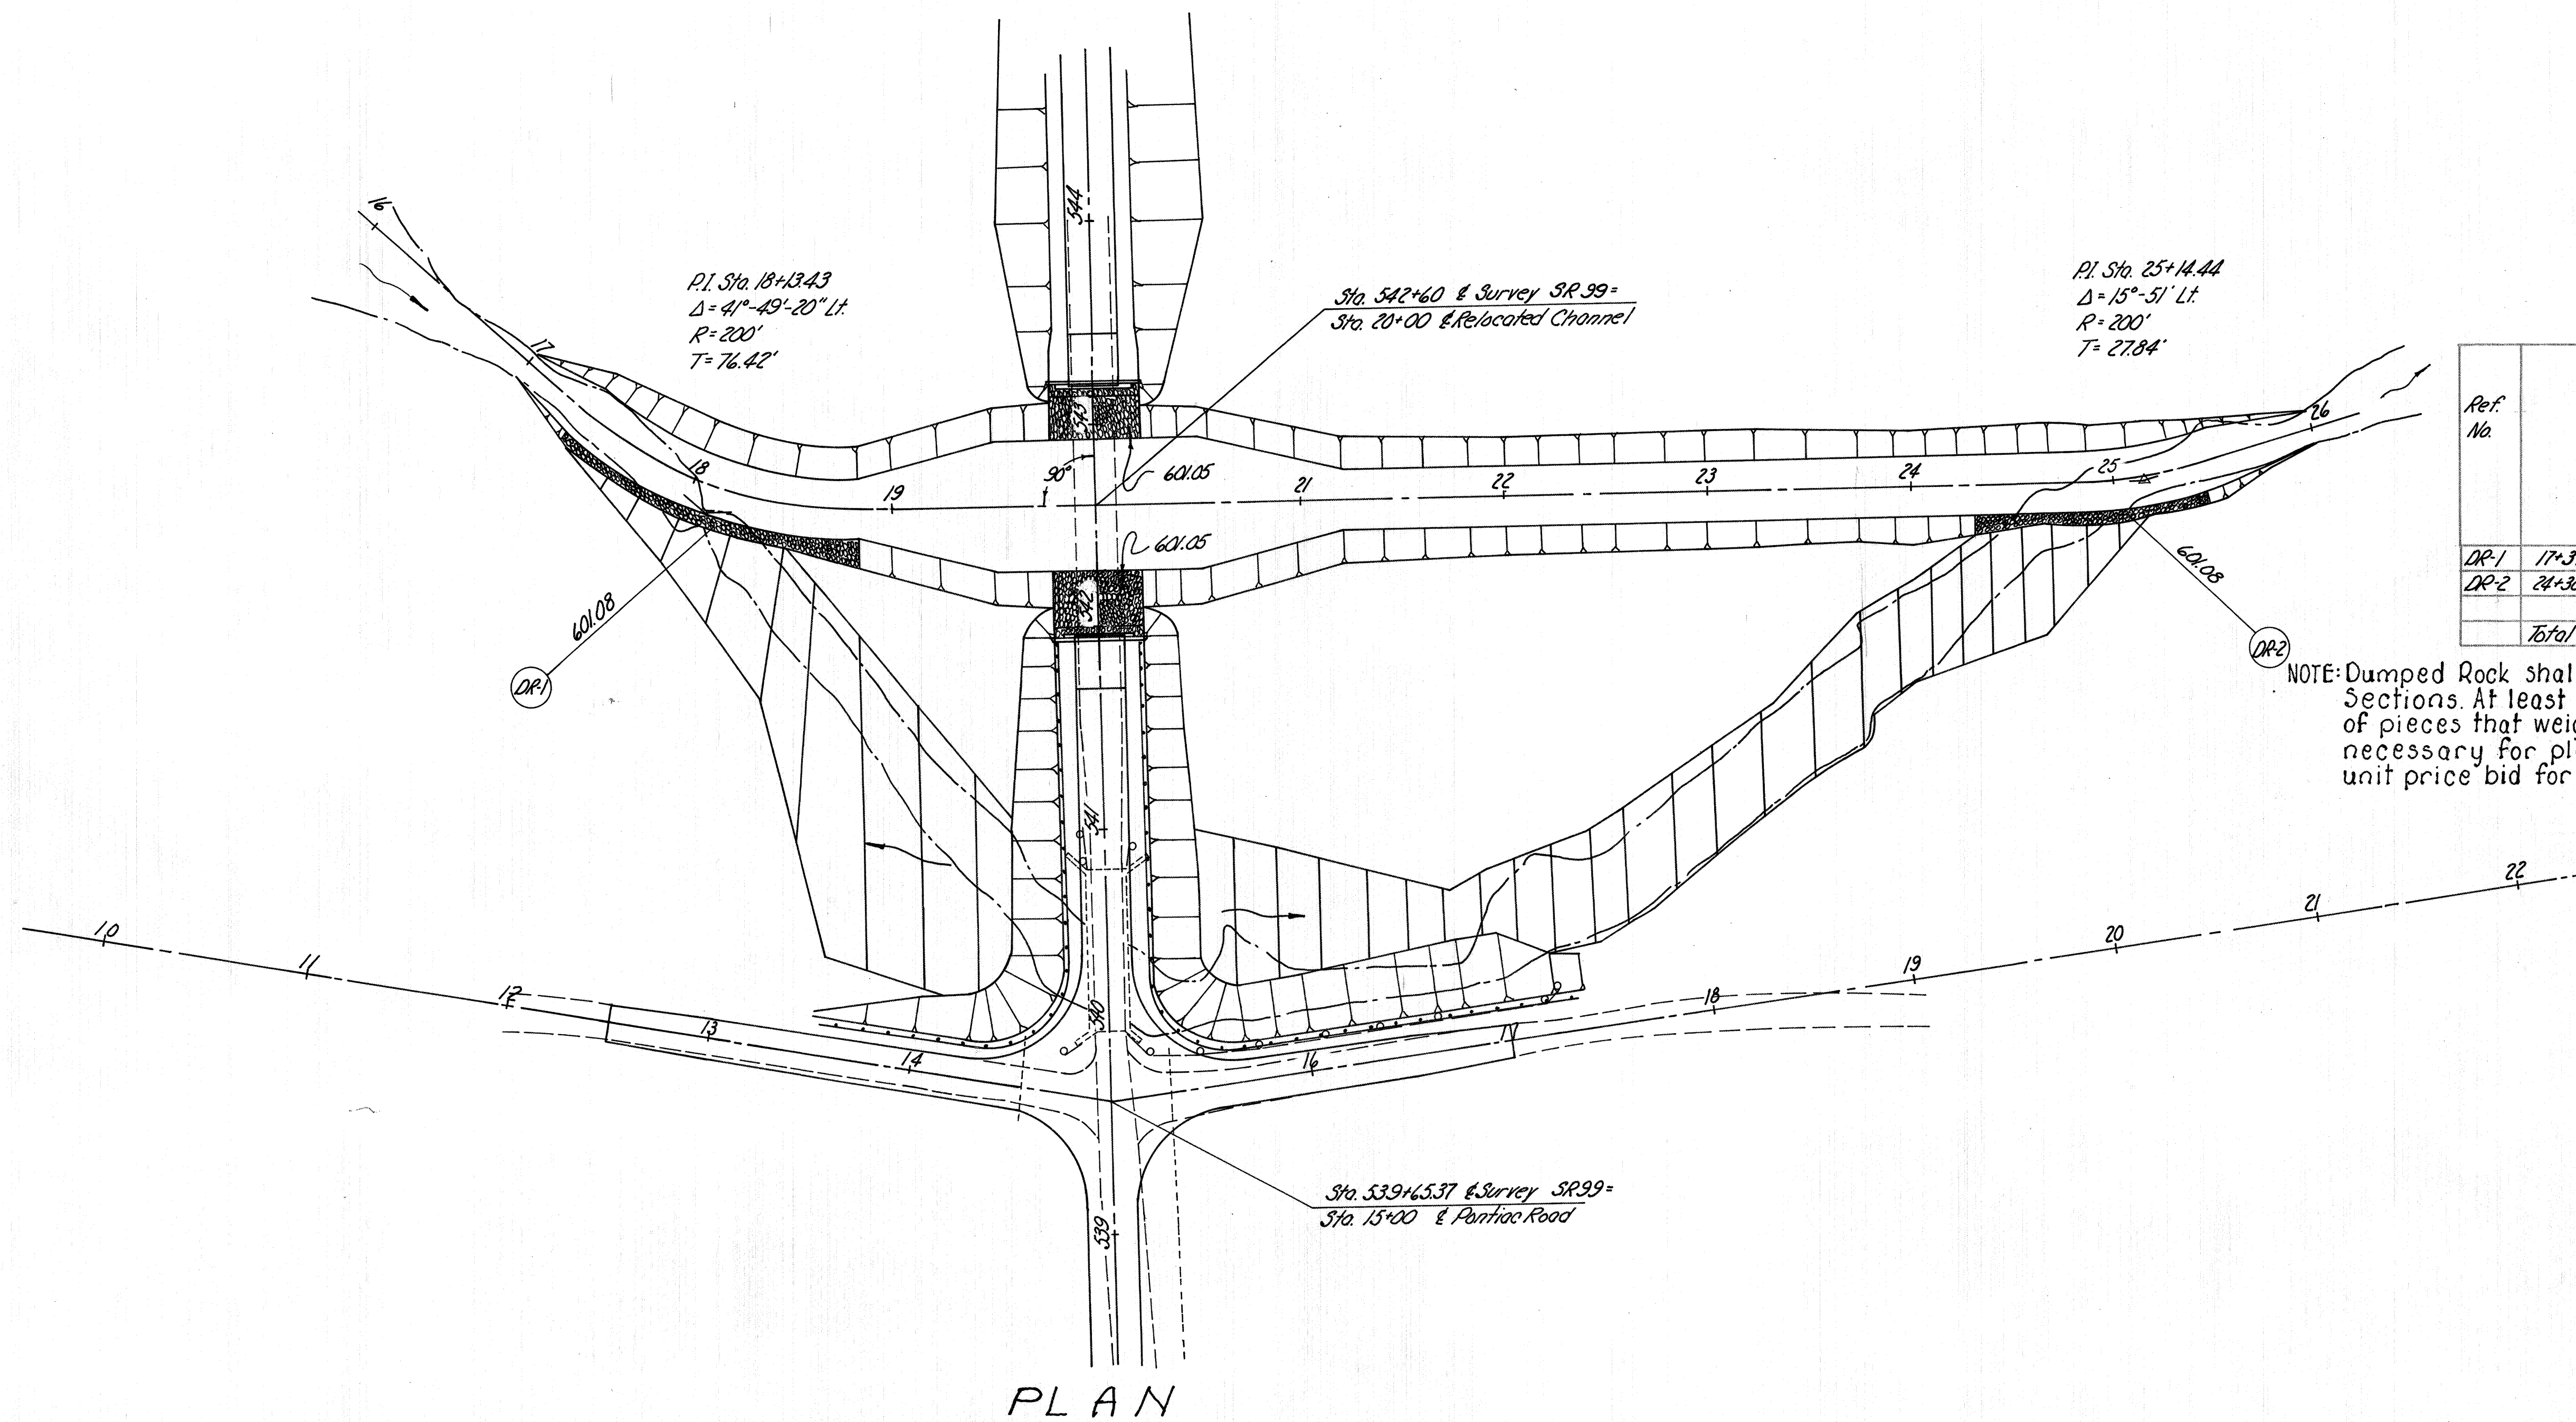 16
17
18
19
21
22
23
24
25
26
P.I. Sta. 18+13.43
Δ = 41°-49'-20" Lt.
R = 200'
T = 76.42'
544
543
542
541
540
539
90°
Sta. 542+60 ℄ Survey SR 99 =
Sta. 20+00 ℄ Relocated Channel
601.05
601.05
P.I. Sta. 25+14.44
Δ = 15°-51' Lt.
R = 200'
T = 27.84'
601.08
DR-1
601.08
DR-2
Ref.
No.
DR-1
DR-2 24+30
Total
NOTE: Dumped Rock shal
Sections. At least
of pieces that wei
necessary for pl
unit price bid for
10
11
12
13
14
16
17
18
19
20
21
22
Sta. 539+65.37 ℄ Survey SR 99 =
Sta. 15+00 ℄ Pontiac Road
PLAN